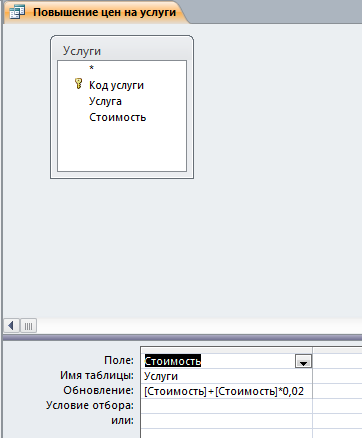 Повышение цен на услуги
Услуги
*
Код услуги
Услуга
Стоимость
Поле: Стоимость
Имя таблицы: Услуги
Обновление: [Стоимость]+[Стоимость]*0,02
Условие отбора:
или: